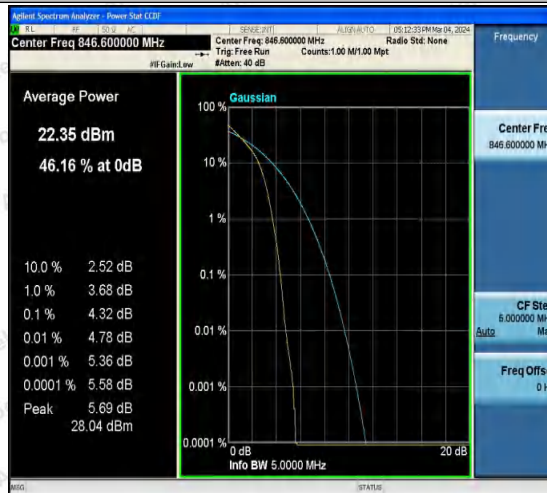 Agilent Spectrum Analyzer - Power Stat CCDF
RL RF 50 Ω AC SENSE:INT ALIGN AUTO 05:12:33 PM Mar 04, 2024
Center Freq 846.600000 MHz
Center Freq: 846.600000 MHz Radio Std: None
Trig: Free Run Counts:1.00 M/1.00 Mpt
#IFGain:Low #Atten: 40 dB
Frequency
Average Power
22.35 dBm
46.16 % at 0dB
10.0 % 2.52 dB
1.0 % 3.68 dB
0.1 % 4.32 dB
0.01 % 4.78 dB
0.001 % 5.36 dB
0.0001 % 5.58 dB
Peak 5.69 dB
28.04 dBm
Gaussian
100 %
10 %
1 %
0.1 %
0.01 %
0.001 %
0.0001 %
0 dB 20 dB
Info BW 5.0000 MHz
Center Fre
846.600000 MH
CF Ste
5.000000 MH
Auto Ma
Freq Offs
0 H
MSG STATUS